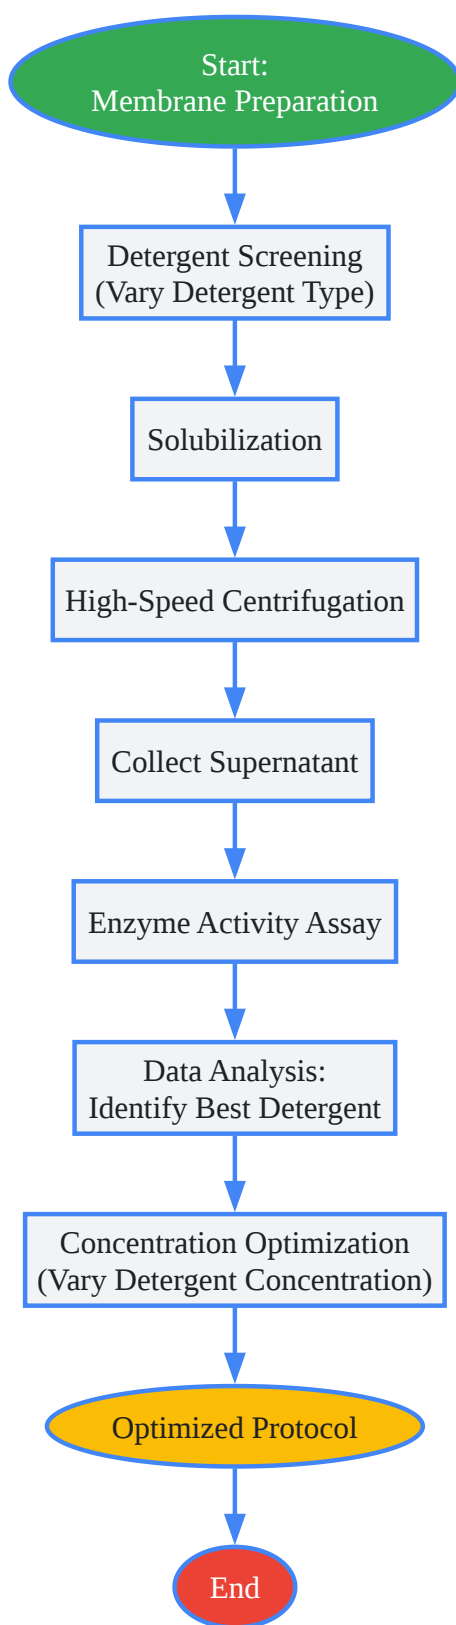 Start:
Membrane Preparation
Detergent Screening
(Vary Detergent Type)
Solubilization
High-Speed Centrifugation
Collect Supernatant
Enzyme Activity Assay
Data Analysis:
Identify Best Detergent
Concentration Optimization
(Vary Detergent Concentration)
Optimized Protocol
End